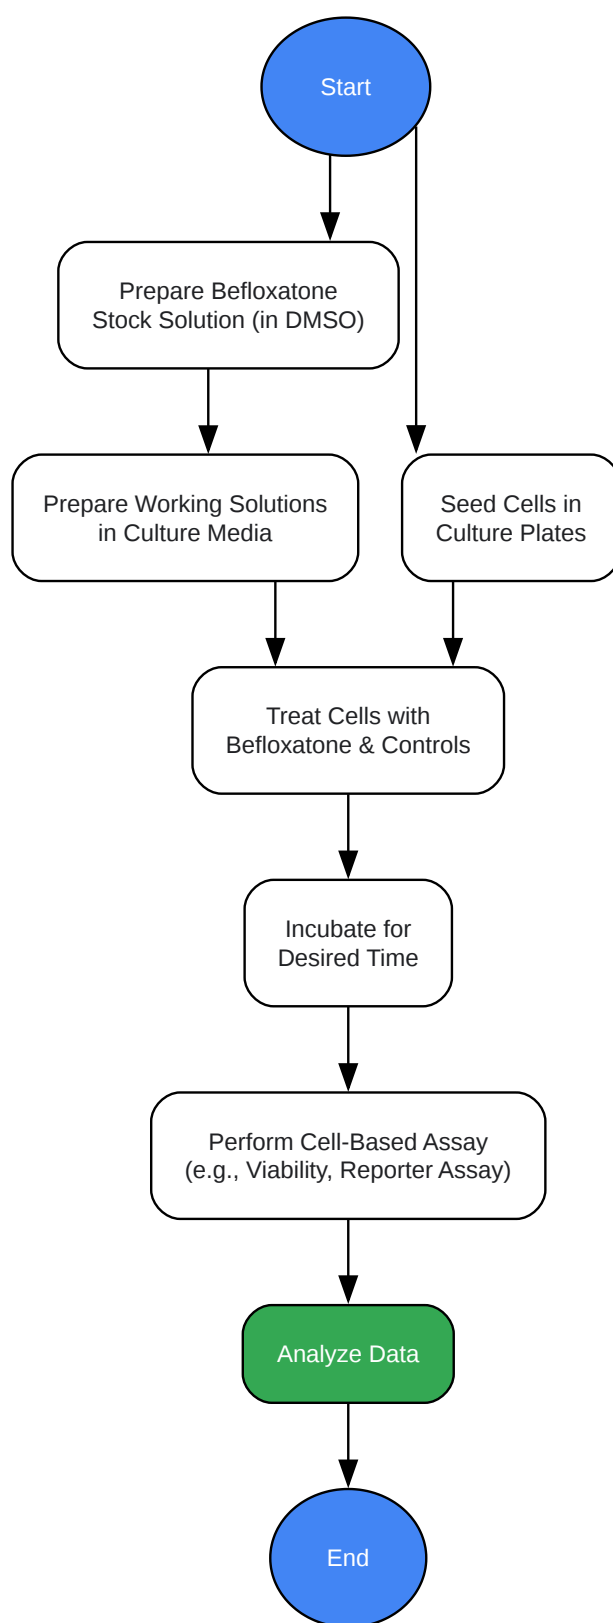 Start
Prepare Befloxatone
Stock Solution (in DMSO)
Prepare Working Solutions
in Culture Media
Seed Cells in
Culture Plates
Treat Cells with
Befloxatone & Controls
Incubate for
Desired Time
Perform Cell-Based Assay
(e.g., Viability, Reporter Assay)
Analyze Data
End